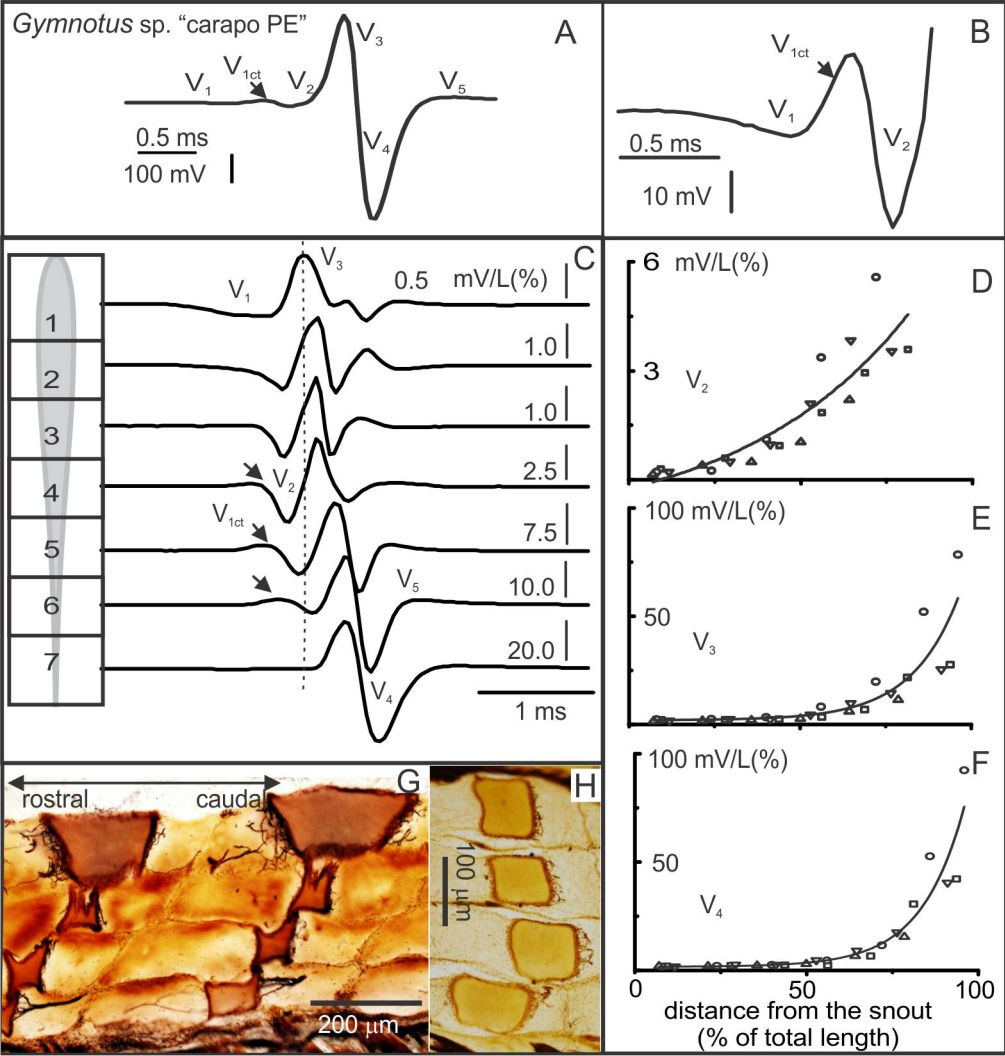 Gymnotus sp. “carapo PE”
A
V1
V1ct
V2
V3
V4
V5
0.5 ms
100 mV
B
V1ct
V1
V2
0.5 ms
10 mV
C
V3
V1
0.5 mV/L(%)
1
1.0
2
1.0
3
2.5
V2
4
V1ct
7.5
5
V5
10.0
6
20.0
7
V4
1 ms
6 mV/L(%)
D
3
V2
100 mV/L(%)
E
50
V3
100 mV/L(%)
F
50
V4
0 50 100
distance from the snout
(% of total length)
G
rostral caudal
200 µm
H
100 µm